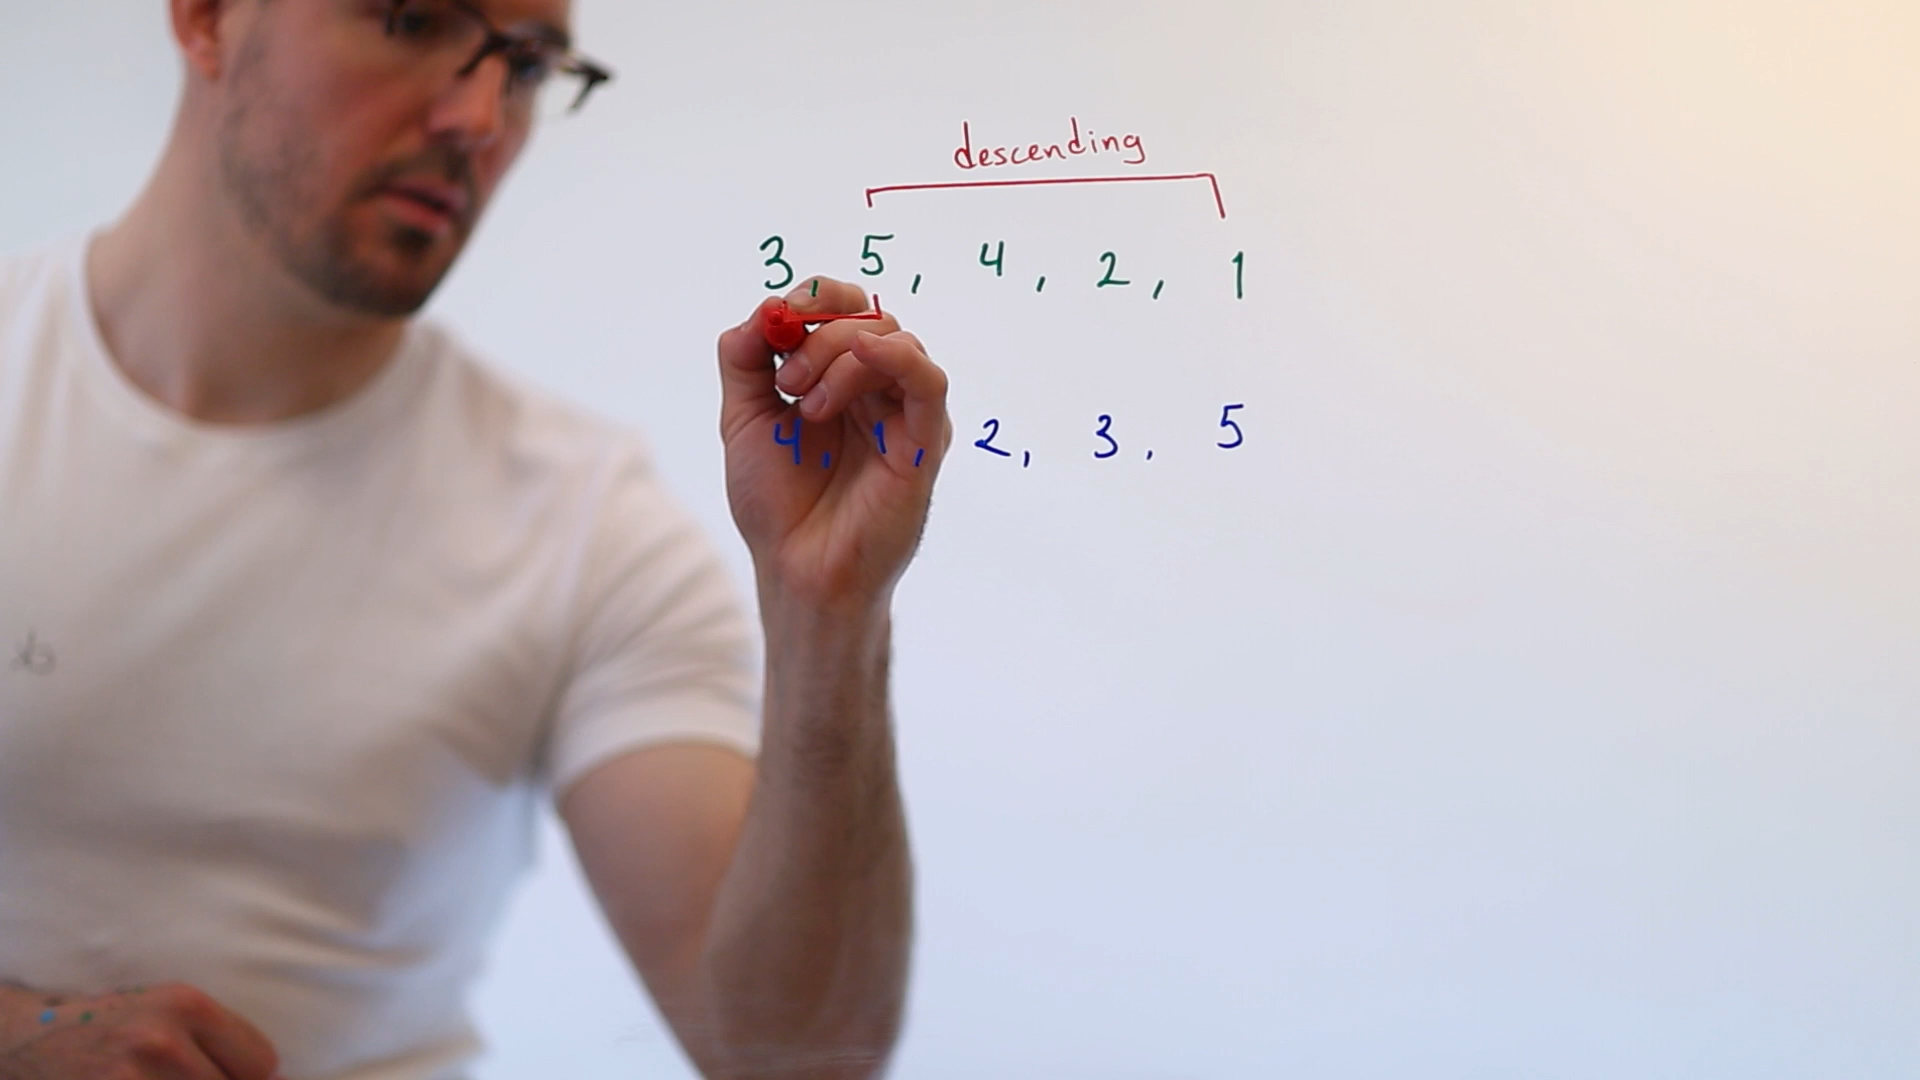 descending
3, 5, 4, 2, 1
4, 1, 2, 3, 5